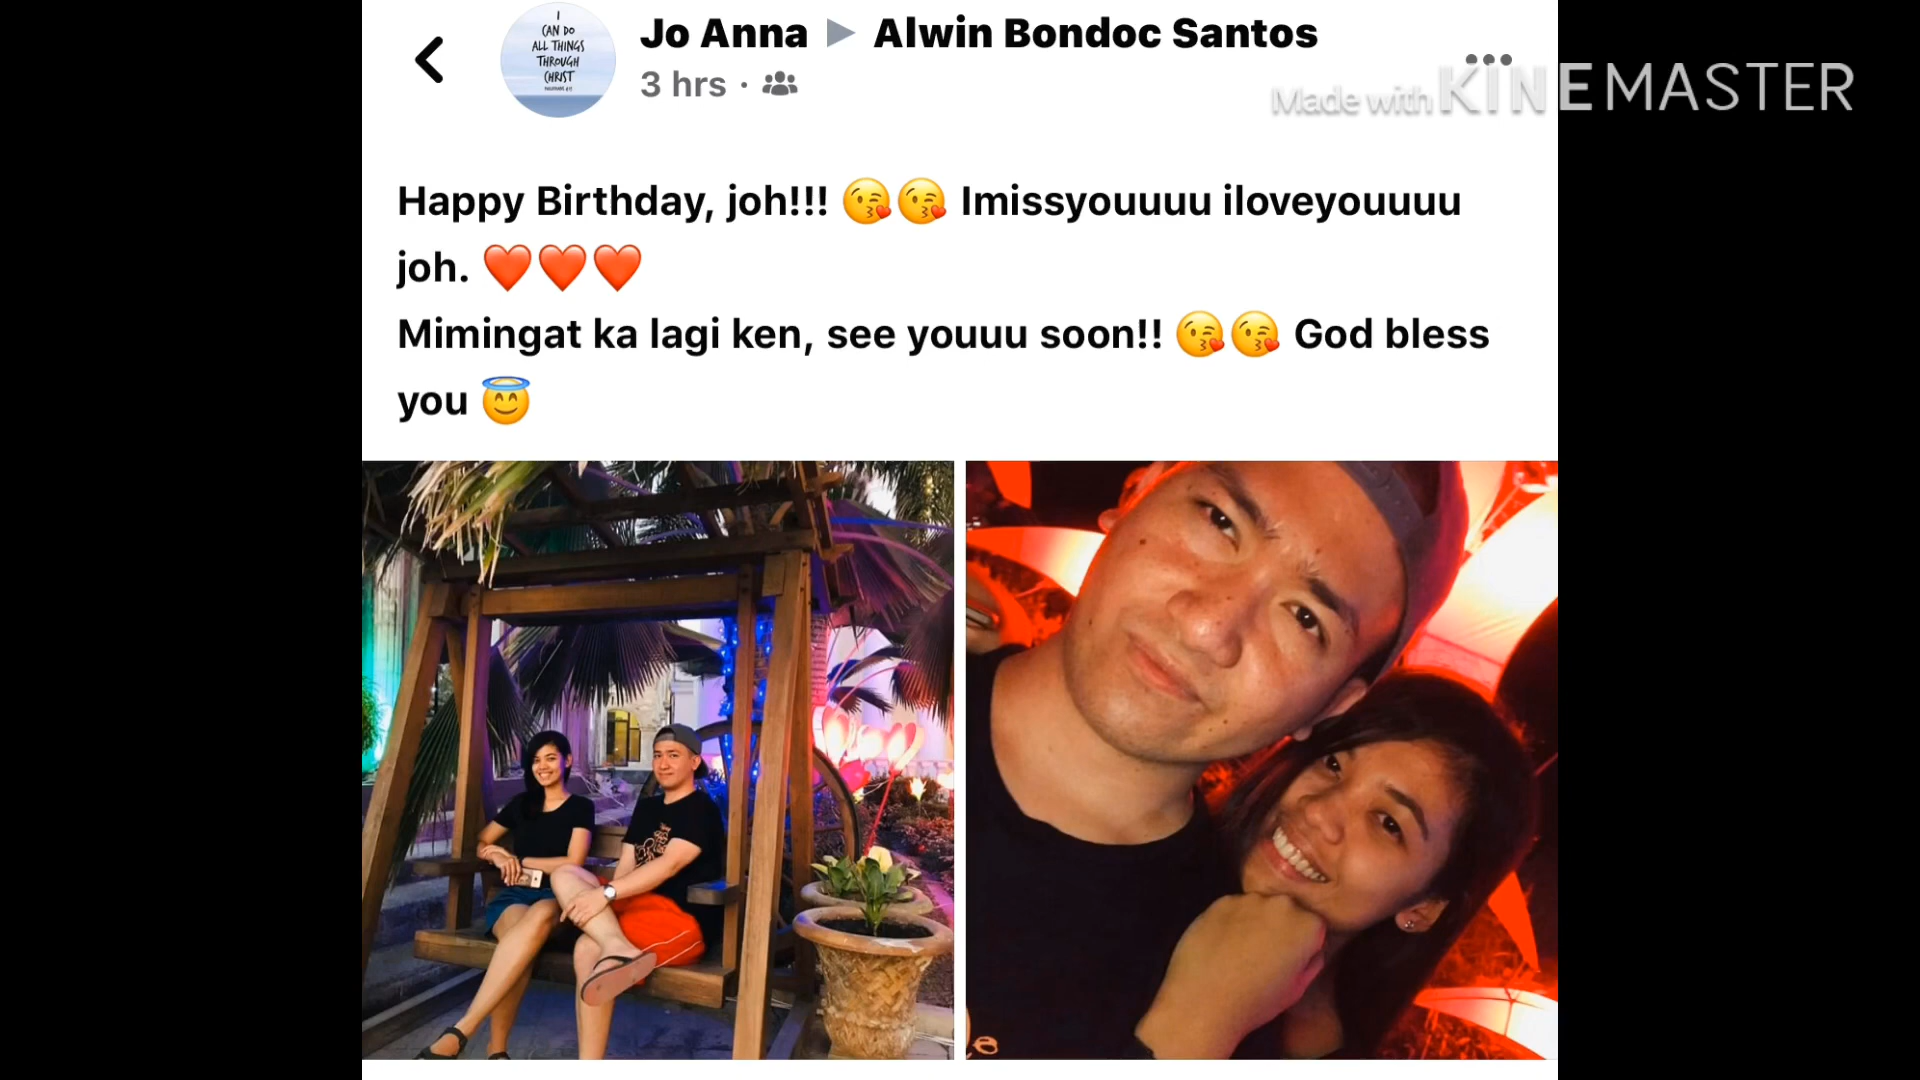 I
CAN DO
ALL THINGS
THROUGH
CHRIST
Jo Anna ▶ Alwin Bondoc Santos
3 hrs ·
Made with KINEMASTER
Happy Birthday, joh!!! 😘😘 Imissyouuuu iloveyouuuu
joh. ❤️❤️❤️
Mimingat ka lagi ken, see youuu soon!! 😘😘 God bless
you 😇